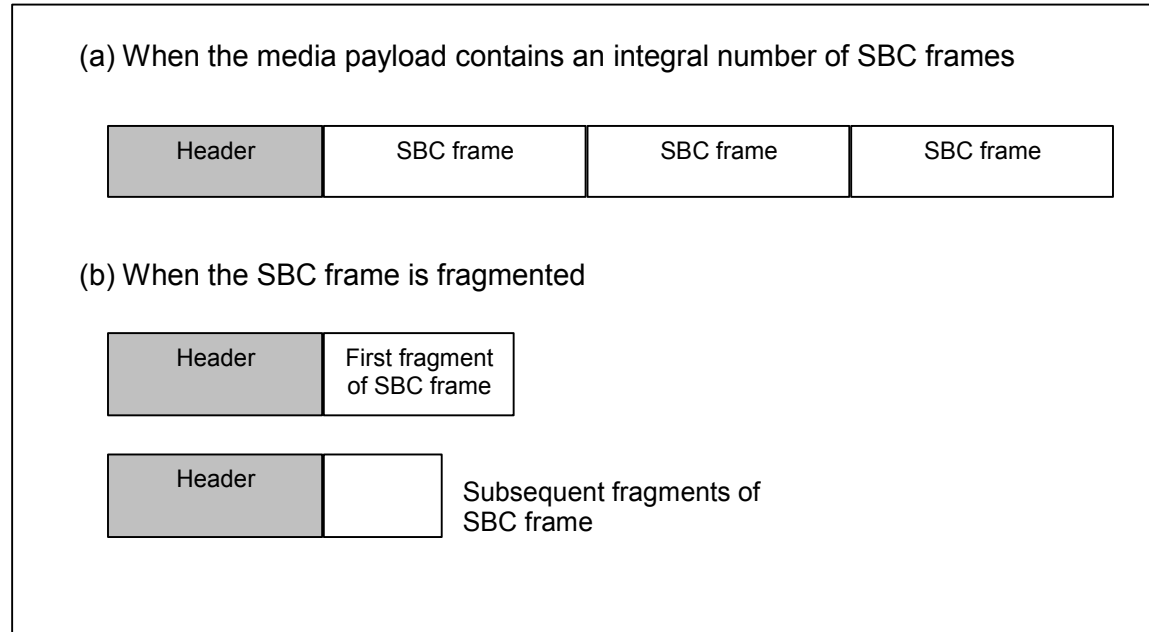 (a) When the media payload contains an integral number of SBC frames
Header SBC frame SBC frame SBC frame
(b) When the SBC frame is fragmented
Header
First fragment
of SBC frame
Header
Subsequent fragments of
SBC frame